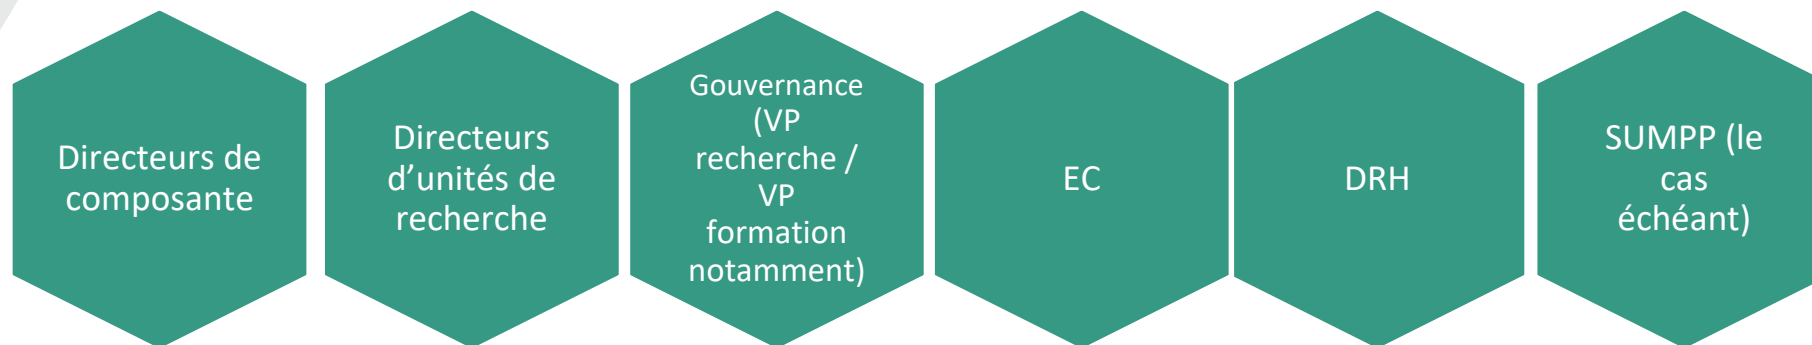 Directeurs de
composante
Directeurs
d’unités de
recherche
Gouvernance
(VP
recherche /
VP
formation
notamment)
EC
DRH
SUMPP (le
cas
échéant)